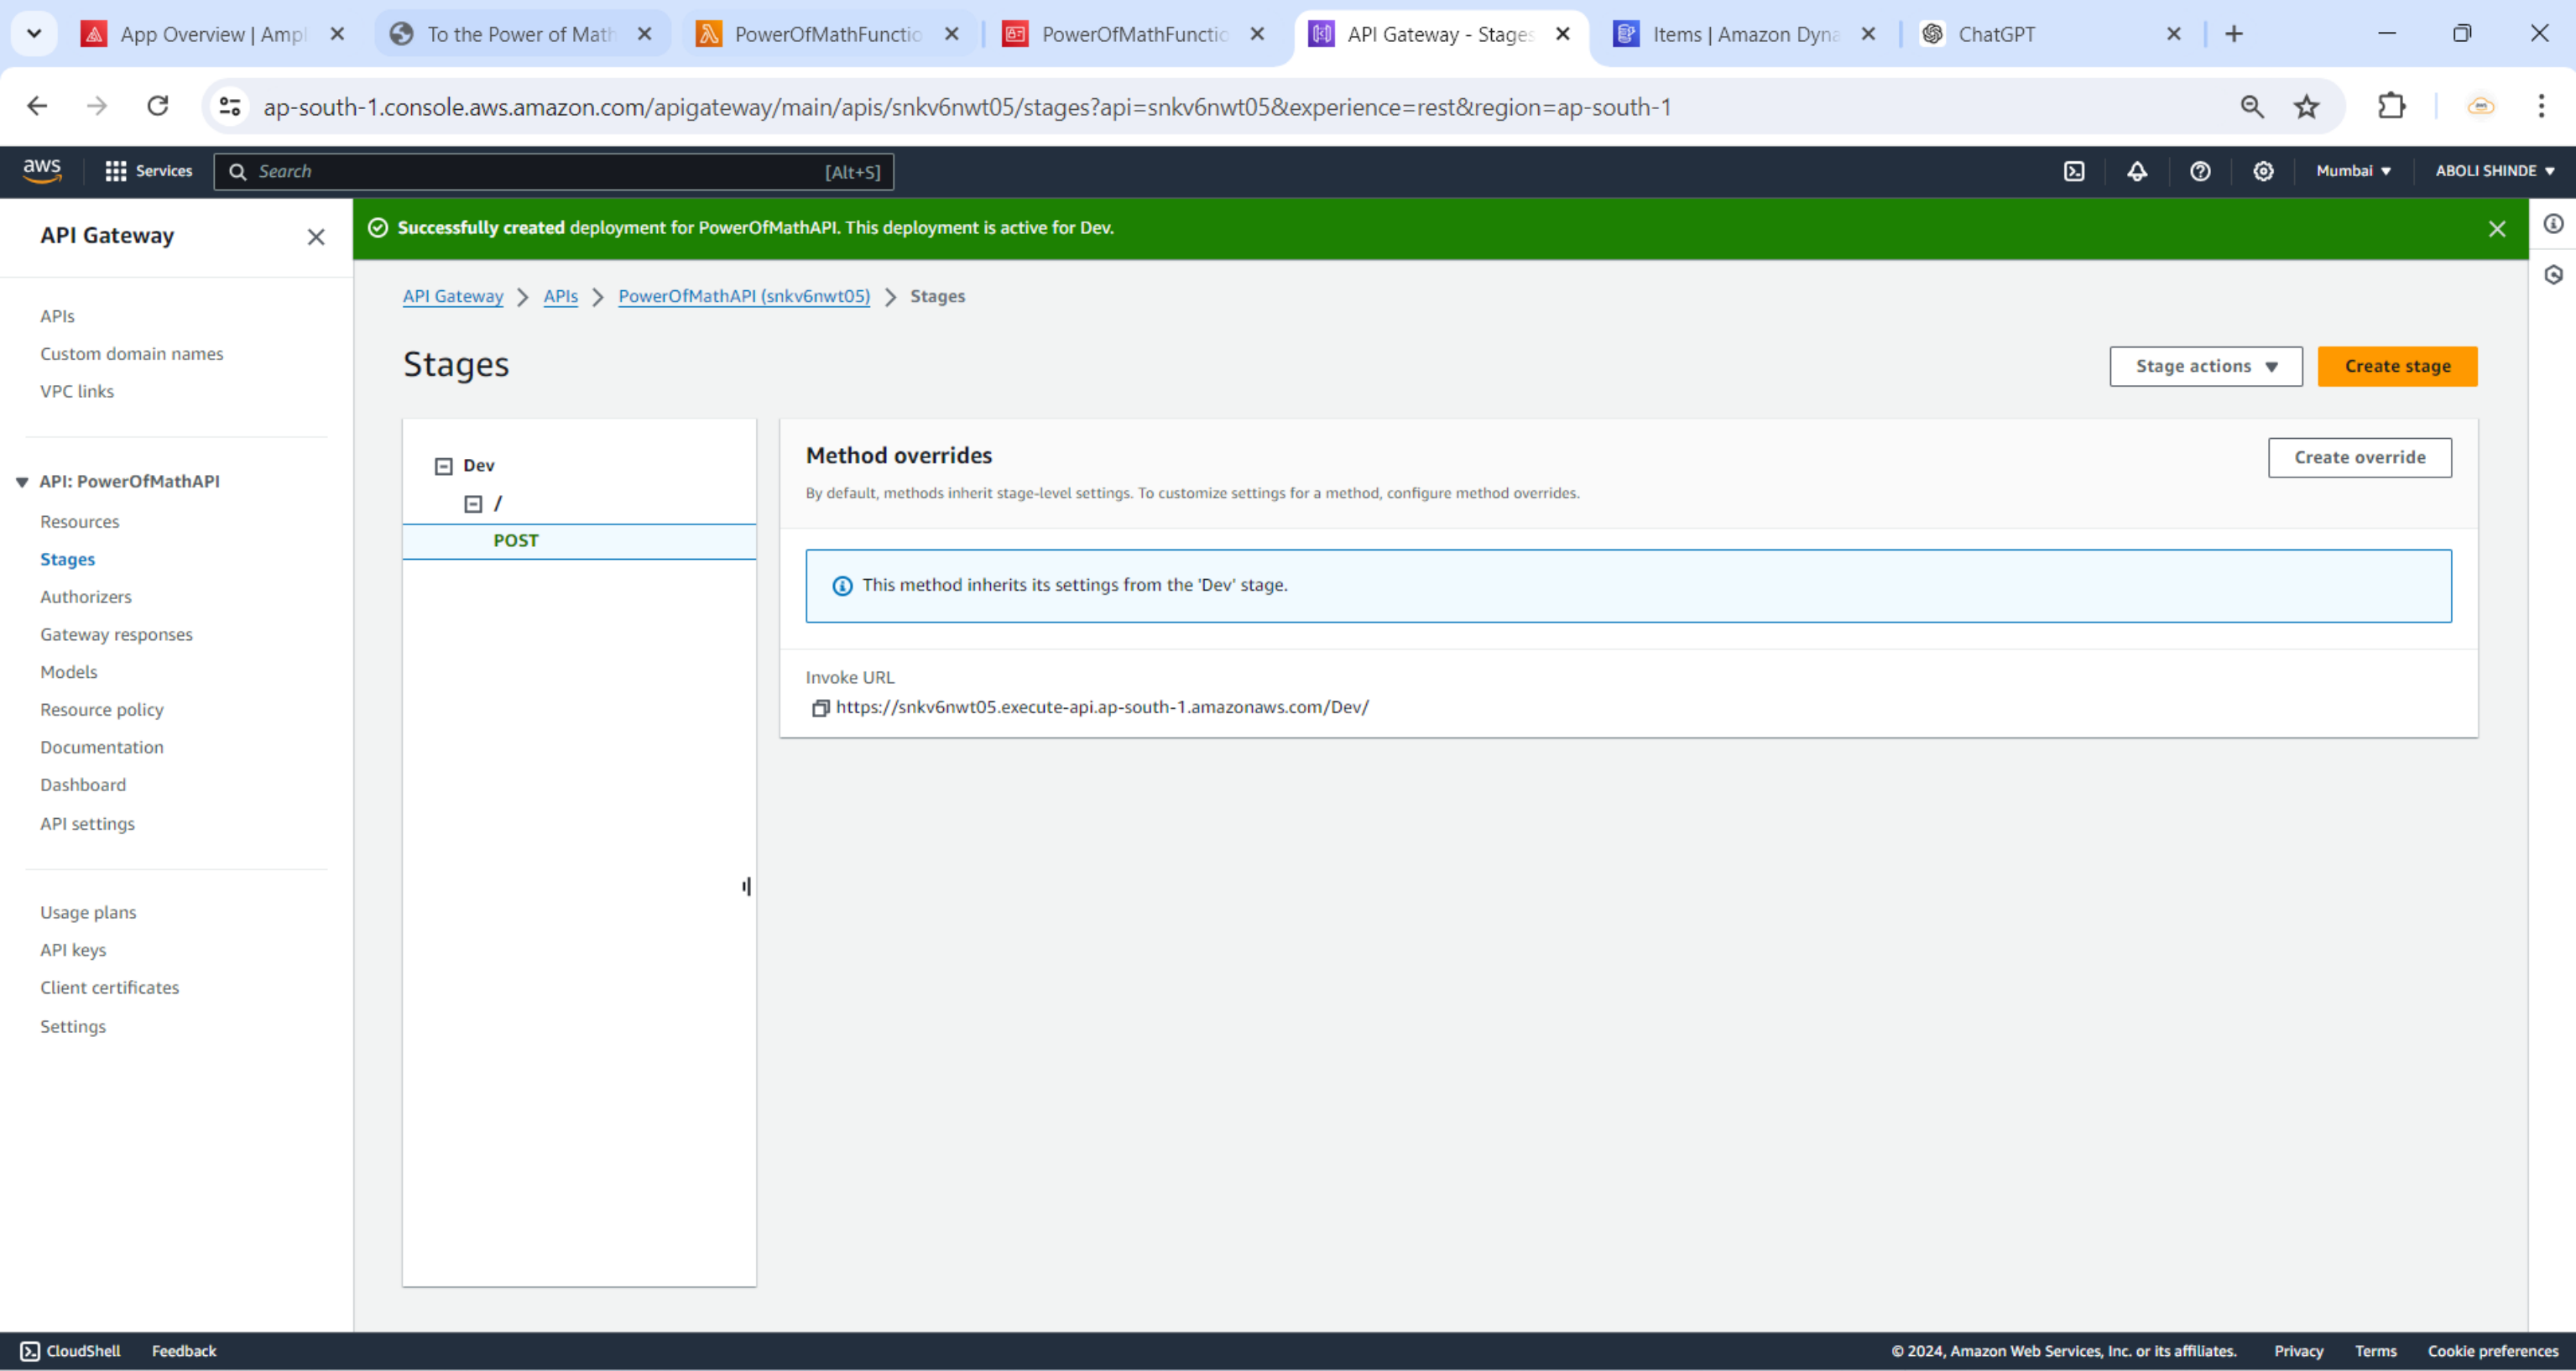 App Overview | Ampl
To the Power of Math
PowerOfMathFunctio
PowerOfMathFunctio
API Gateway - Stages
Items | Amazon Dyna
ChatGPT
ap-south-1.console.aws.amazon.com/apigateway/main/apis/snkv6nwt05/stages?api=snkv6nwt05&experience=rest&region=ap-south-1
aws
Services
Search
[Alt+S]
Mumbai
ABOLI SHINDE
API Gateway
Successfully created deployment for PowerOfMathAPI. This deployment is active for Dev.
APIs
Custom domain names
VPC links
API: PowerOfMathAPI
Resources
Stages
Authorizers
Gateway responses
Models
Resource policy
Documentation
Dashboard
API settings
Usage plans
API keys
Client certificates
Settings
API Gateway > APIs > PowerOfMathAPI (snkv6nwt05) > Stages
Stages
Stage actions
Create stage
Dev
/
POST
Method overrides
Create override
By default, methods inherit stage-level settings. To customize settings for a method, configure method overrides.
This method inherits its settings from the 'Dev' stage.
Invoke URL
https://snkv6nwt05.execute-api.ap-south-1.amazonaws.com/Dev/
CloudShell
Feedback
© 2024, Amazon Web Services, Inc. or its affiliates.
Privacy
Terms
Cookie preferences